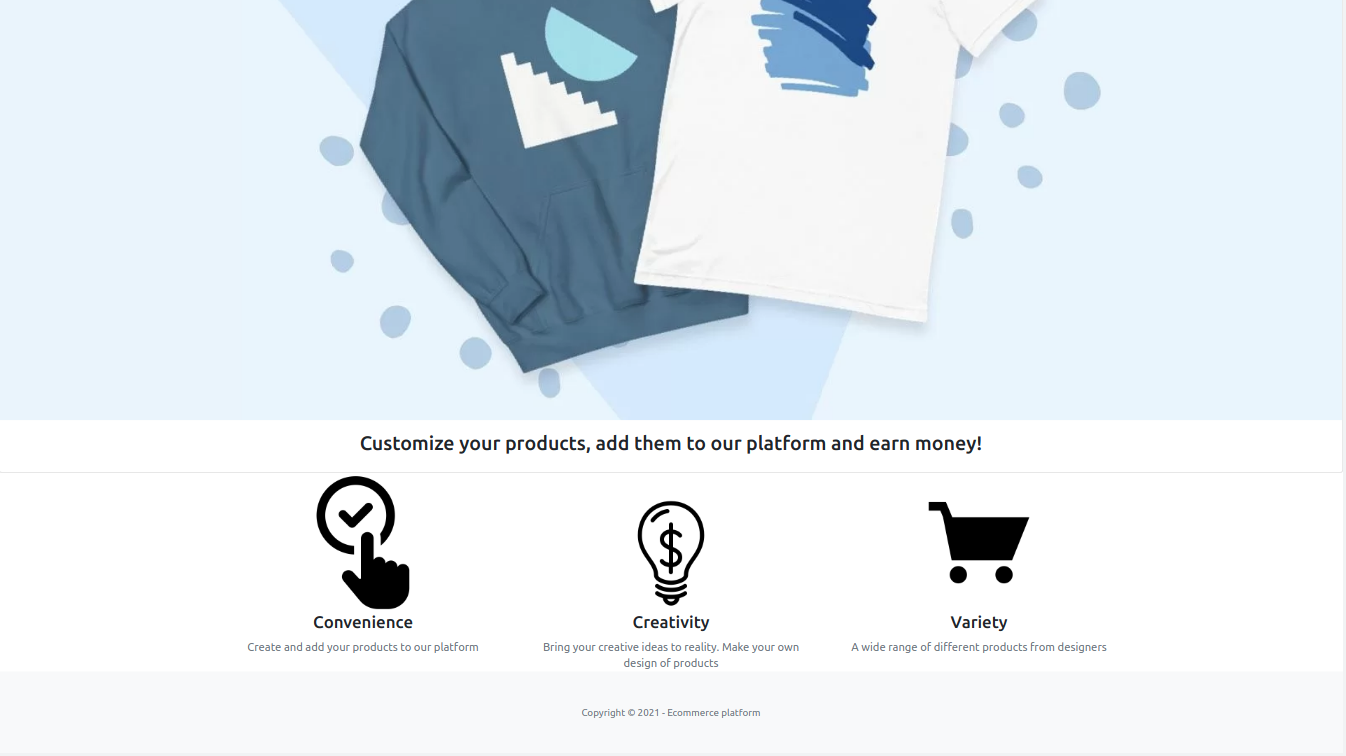 Customize your products, add them to our platform and earn money!
Convenience
Create and add your products to our platform
Creativity
Bring your creative ideas to reality. Make your own
design of products
Variety
A wide range of different products from designers
Copyright © 2021 - Ecommerce platform